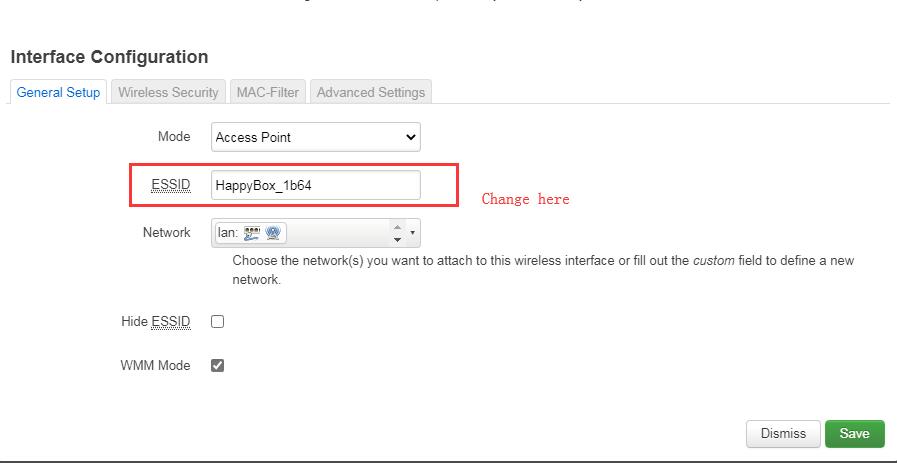 Interface Configuration
General Setup Wireless Security MAC-Filter Advanced Settings
Mode Access Point
ESSID HappyBox_1b64
Change here
Network lan:
Choose the network(s) you want to attach to this wireless interface or fill out the custom field to define a new
network.
Hide ESSID
WMM Mode
Dismiss Save